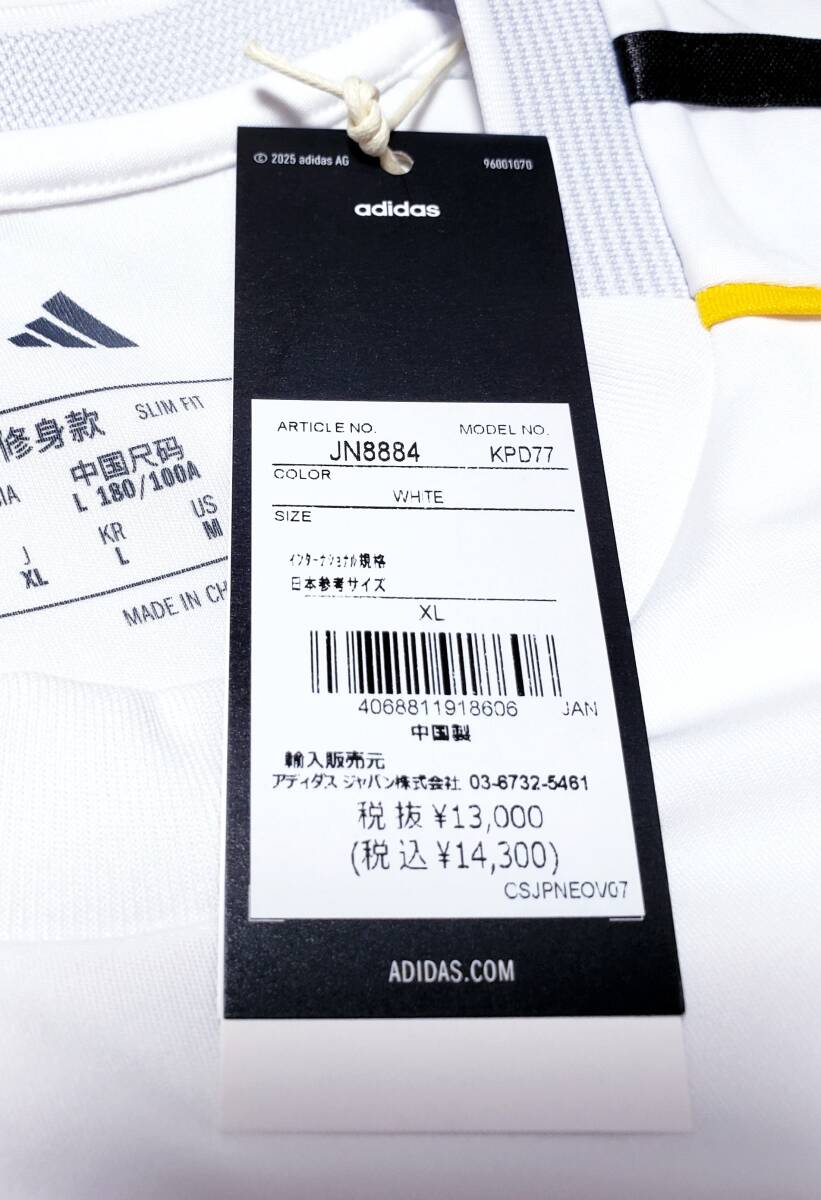 © 2025 adidas AG 96001070
adidas
ARTICLE NO. MODEL NO.
JN8884 KPD77
COLOR
WHITE
SIZE
インターナショナル規格
日本参考サイズ
XL
4068811918606 JAN
中国製
輸入販売元
アディダス ジャパン株式会社 03-6732-5461
税抜 ¥13,000
(税込 ¥14,300)
CSJPNEOV07
ADIDAS.COM
修身款 SLIM FIT
中国尺码
L 180/100A
J KR US
XL L M
MADE IN